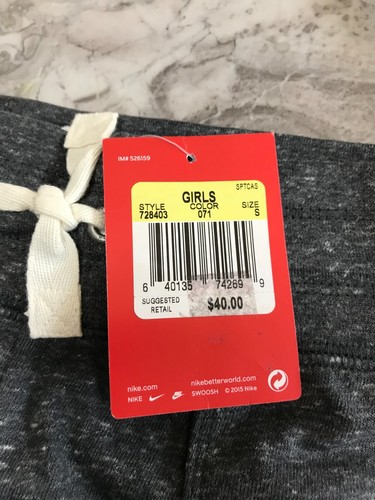 IM# 526159
SPTCAS
GIRLS
STYLE COLOR SIZE
728403 071 S
6 40135 74269 9
SUGGESTED
RETAIL
$40.00
nike.com nikebetterworld.com
NIKE SWOOSH © 2015 Nike